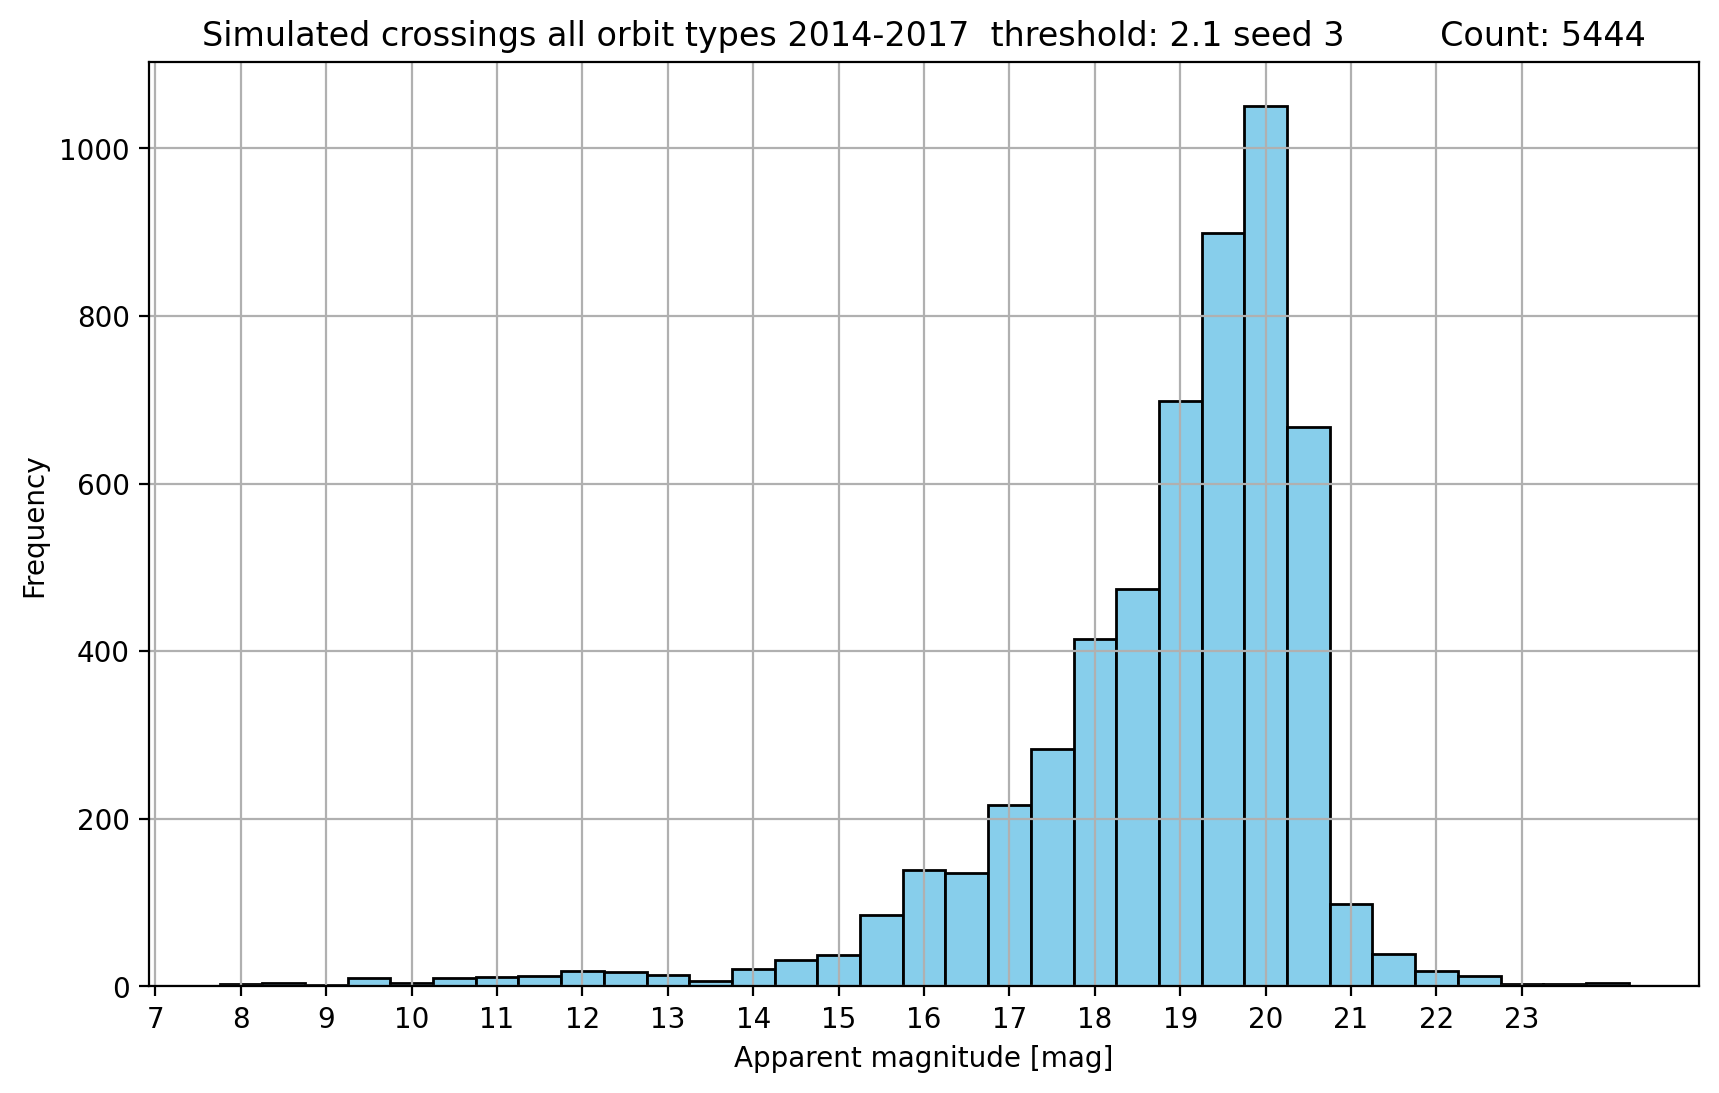 Simulated crossings all orbit types 2014-2017  threshold: 2.1 seed 3          Count: 5444
1000
800
600
400
200
0
Frequency
7 8 9 10 11 12 13 14 15 16 17 18 19 20 21 22 23
Apparent magnitude [mag]